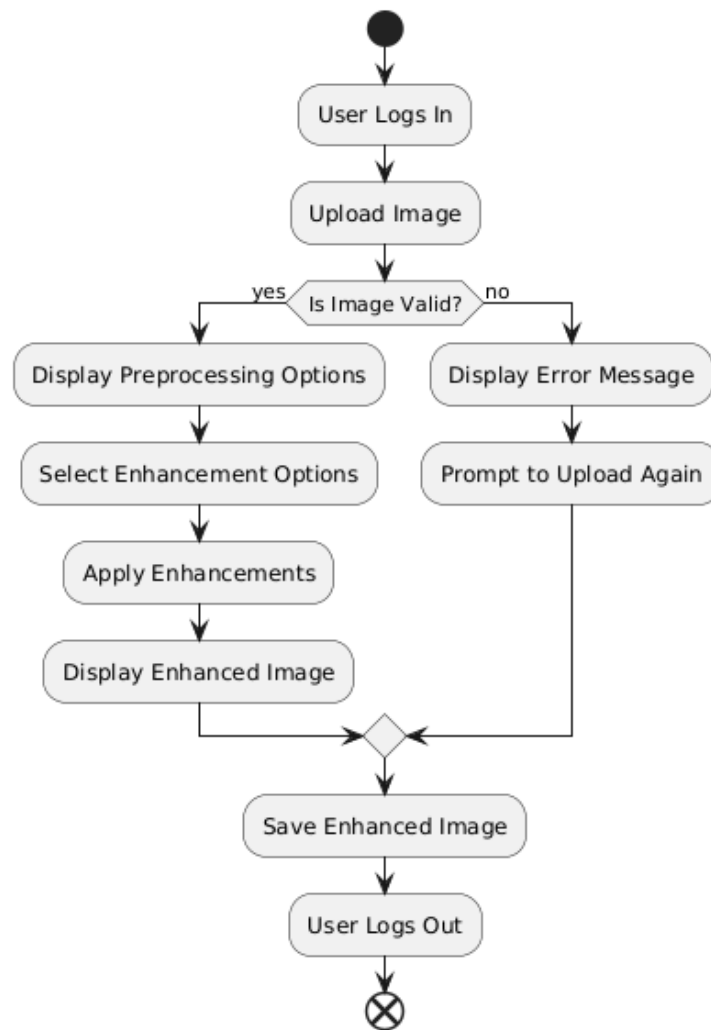 User Logs In
Upload Image
yes
Is Image Valid?
no
Display Preprocessing Options
Select Enhancement Options
Apply Enhancements
Display Enhanced Image
Display Error Message
Prompt to Upload Again
Save Enhanced Image
User Logs Out